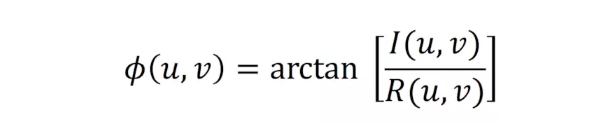 ϕ(u, v) = arctan [I(u, v) / R(u, v)]